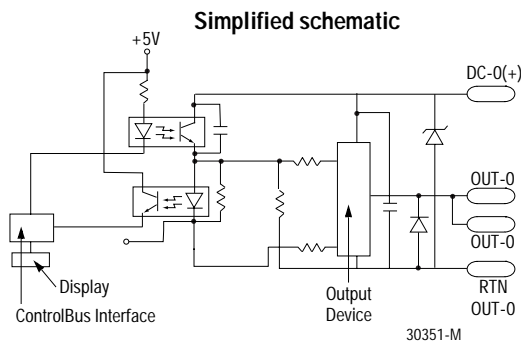 Simplified schematic
+5V
DC-0(+)
OUT-0
OUT-0
RTN
OUT-0
Display
ControlBus Interface
Output
Device
30351-M